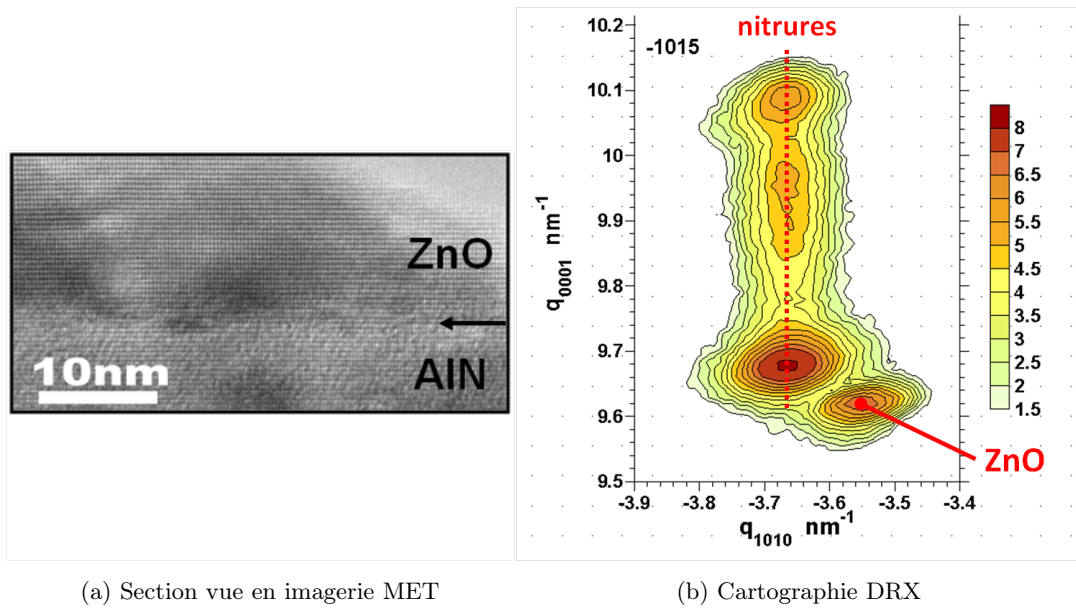 ZnO
AlN
10nm
nitrures
-1015
10.2
10.1
10
9.9
9.8
9.7
9.6
9.5
q0001 nm-1
-3.9 -3.8 -3.7 -3.6 -3.5 -3.4
q1010 nm-1
8
7
6.5
6
5.5
5
4.5
4
3.5
3
2.5
2
1.5
ZnO
(a) Section vue en imagerie MET
(b) Cartographie DRX